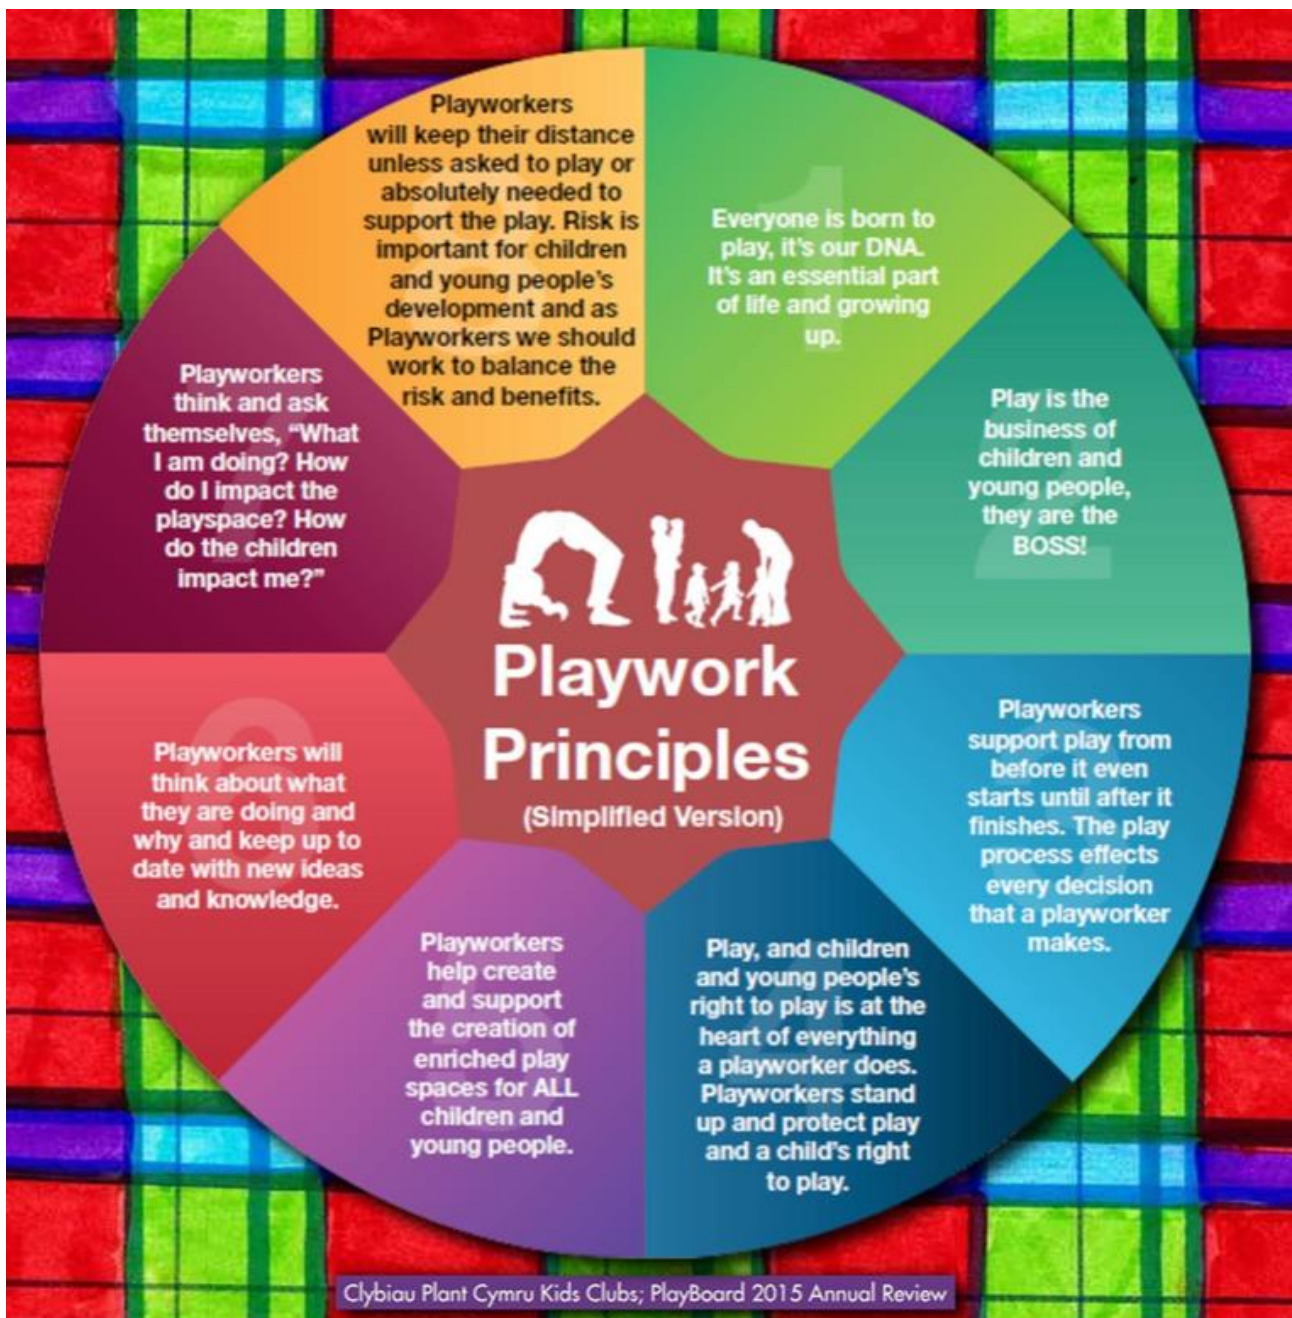 Playwork
Principles
(Simplified Version)
1
Everyone is born to
play, it's our DNA.
It's an essential part
of life and growing
up.
2
Play is the
business of
children and
young people,
they are the
BOSS!
3
Playworkers
support play from
before it even
starts until after it
finishes. The play
process effects
every decision
that a playworker
makes.
4
Play, and children
and young people's
right to play is at the
heart of everything
a playworker does.
Playworkers stand
up and protect play
and a child's right
to play.
5
Playworkers
help create
and support
the creation of
enriched play
spaces for ALL
children and
young people.
6
Playworkers will
think about what
they are doing and
why and keep up to
date with new ideas
and knowledge.
7
Playworkers
think and ask
themselves, “What
I am doing? How
do I impact the
playspace? How
do the children
impact me?”
Playworkers
will keep their distance
unless asked to play or
absolutely needed to
support the play. Risk is
important for children
and young people's
development and as
Playworkers we should
work to balance the
risk and benefits.
Clybiau Plant Cymru Kids Clubs; PlayBoard 2015 Annual Review